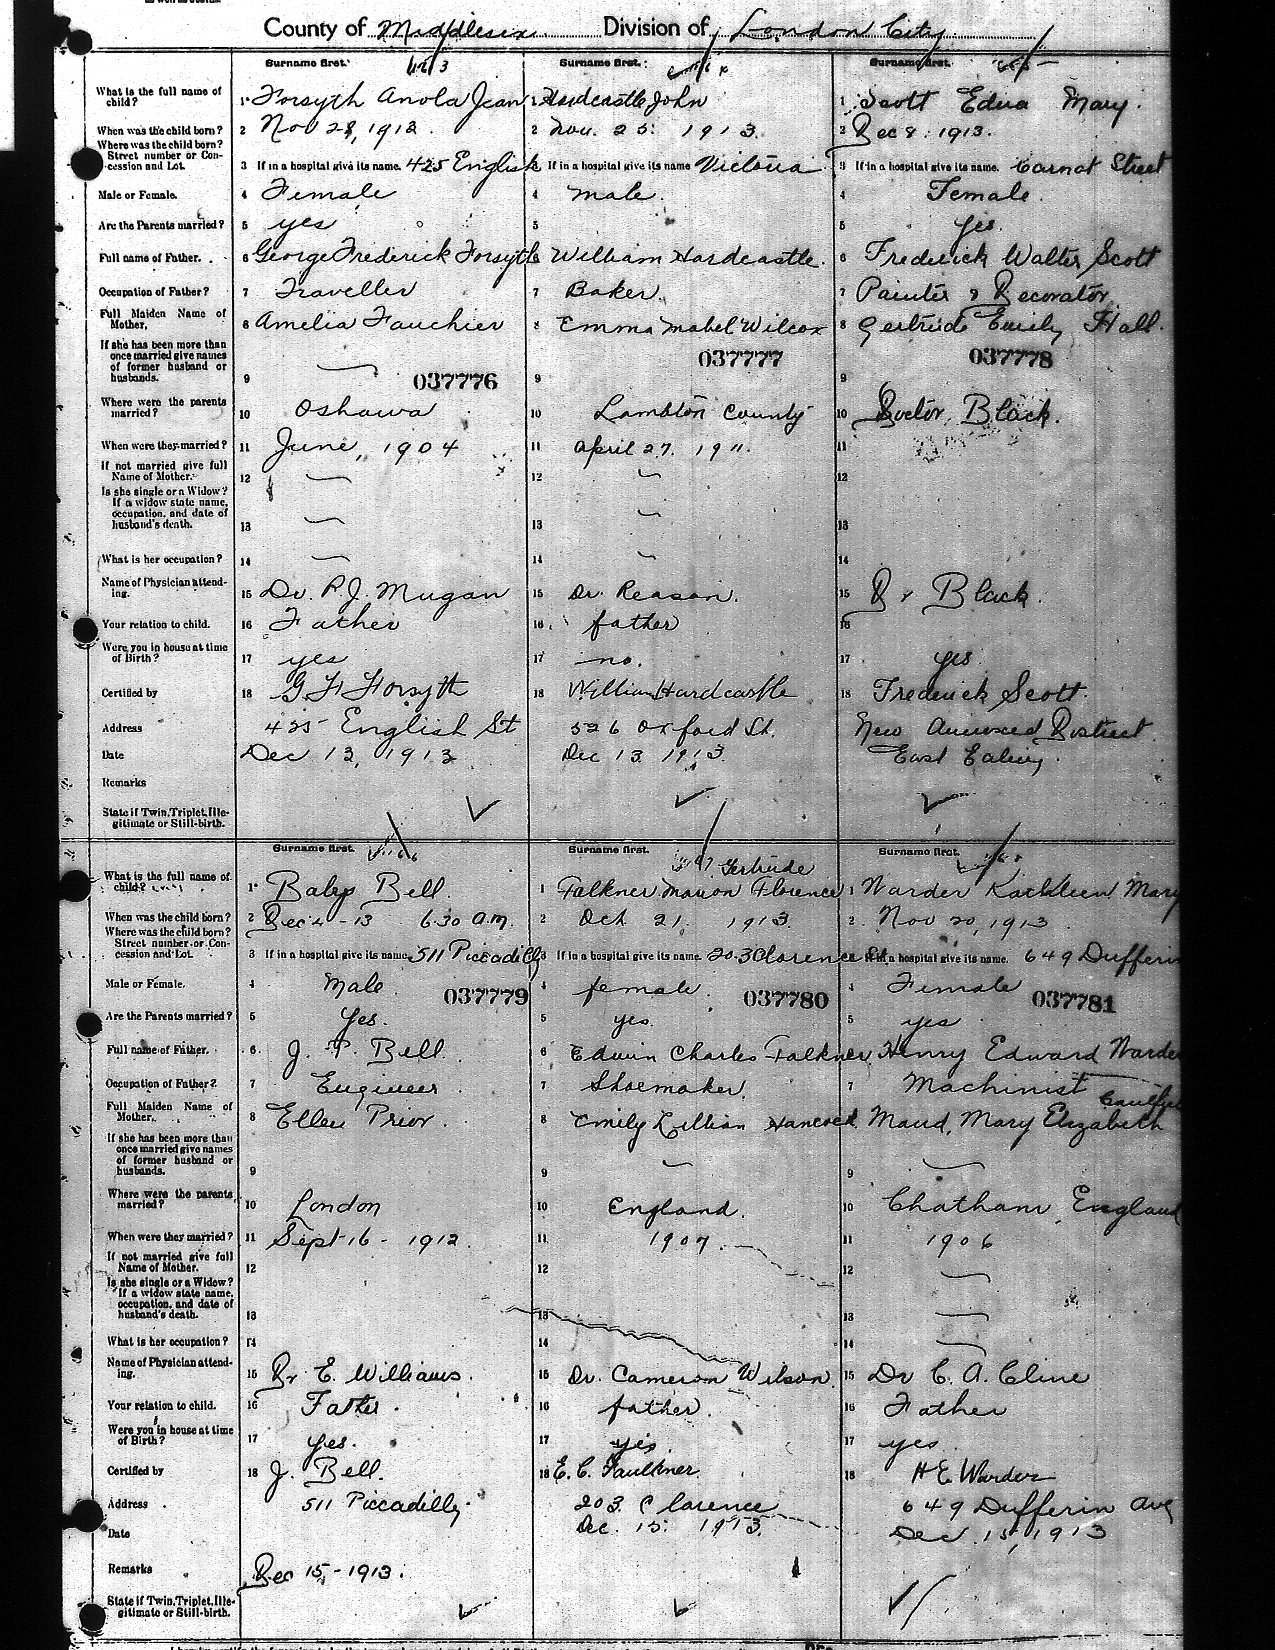 County of Middlesex Division of London City
Surname first. Surname first. Surname first.
What is the full name of child? 1 Forsyth Anola Jean 1 Hardcastle John 1 Scott Edna Mary.
When was the child born? 2 Nov 28, 1913. 2 Nov. 25. 1913. 2 Dec 8. 1913.
Where was the child born?
Street number or Con-
cession and Lot. 3 If in a hospital give its name. 425 English 3 If in a hospital give its name Victoria 3 If in a hospital give its name. Carnot Street
Male or Female. 4 Female 4 male. 4 Female.
Are the Parents married? 5 yes 5 5 yes.
Full name of Father. 6 George Frederick Forsyth 6 William Hardcastle. 6 Frederick Walter Scott
Occupation of Father? 7 Traveller 7 Baker. 7 Painter & Decorator
Full Maiden Name of
Mother. 8 Amelia Fauchier 8 Emma Mabel Wilcox 8 Gertrude Emily Hall.
If she has been more than
once married give names
of former husband or
husbands. 9 037776 9 037777 9 037778
Where were the parents
married? 10 Oshawa 10 Lambton County 10 Doctor Black.
When were they married? 11 June, 1904 11 April 27. 1911. 11
If not married give full
Name of Mother. 12 12 12
Is she single or a Widow?
If a widow state name,
occupation, and date of
husband's death. 13 13 13
What is her occupation? 14 14 14
Name of Physician attend-
ing. 15 Dr. P. J. Mugan 15 Dr. Reason. 15 Dr Black.
Your relation to child. 16 Father 16 father 16
Were you in house at time
of Birth? 17 yes 17 no. 17 yes
Certified by 18 G F Forsyth 18 William Hardcastle 18 Frederick Scott.
Address 425 English St 526 Oxford St. New Annexed District
Date Dec 12, 1913 Dec 13. 1913. East Ealing.
Remarks
State if Twin, Triplet, Ille-
gitimate or Still-birth.
Surname first. Surname first. Surname first.
Gertrude
What is the full name of
child? 1 Baby Bell 1 Falkner Marion Florence 1 Warder Kathleen Mary
When was the child born? 2 Dec 4-13 6.30 a.m. 2 Oct. 21. 1913. 2 Nov 20, 1913
Where was the child born?
Street number or Con-
cession and Lot. 3 If in a hospital give its name 511 Piccadilly 3 If in a hospital give its name. 203 Clarence 3 If in a hospital give its name. 649 Dufferin
Male or Female. 4 Male 037779 4 female. 037780 4 Female 037781
Are the Parents married? 5 yes. 5 yes. 5 yes
Full name of Father. 6 J. P. Bell 6 Edwin Charles Falkner 6 Henry Edward Warder
Occupation of Father? 7 Engineer 7 Shoemaker. 7 Machinist
Full Maiden Name of
Mother. 8 Ellen Prior. 8 Emily Lillian Hancock 8 Maud, Mary Elizabeth
If she has been more than
once married give names
of former husband or
husbands. 9 9 9
Where were the parents
married? 10 London 10 England. 10 Chatham, England
When were they married? 11 Sept-16- 1912. 11 1907. 11 1906
If not married give full
Name of Mother. 12 12 12
Is she single or a Widow?
If a widow state name,
occupation, and date of
husband's death. 13 13 13
What is her occupation? 14 14 14
Name of Physician attend-
ing. 15 Dr E. Williams. 15 Dr. Cameron Wilson. 15 Dr C. A. Cline
Your relation to child. 16 Father. 16 father. 16 Father
Were you in house at time
of Birth? 17 yes. 17 yes. 17 yes
Certified by 18 J. Bell. 18 E. C. Faulkner. 18 H E Warder
Address 511 Piccadilly. 203 Clarence 649 Dufferin Ave
Date Dec. 15. 1913. Dec. 15, 1913
Remarks Dec 15,-1913.
State if Twin, Triplet, Ille-
gitimate or Still-birth.